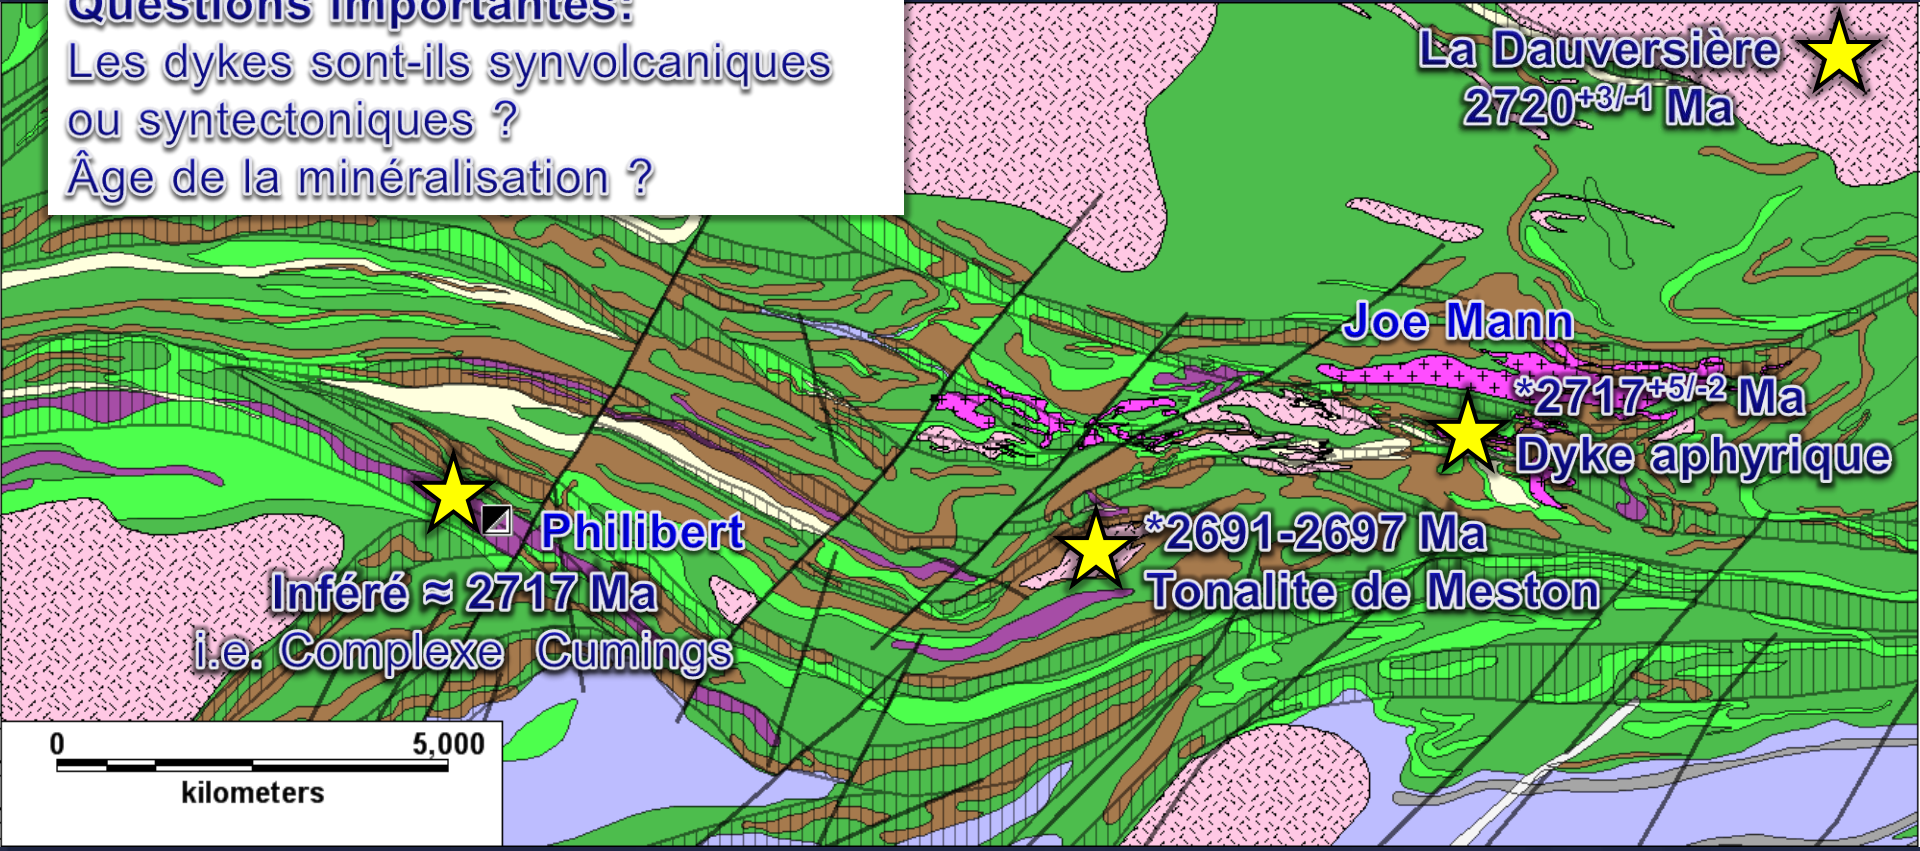 Questions importantes:
Les dykes sont-ils synvolcaniques
ou syntectoniques ?
Âge de la minéralisation ?
La Dauversière
2720+3/-1 Ma
Joe Mann
*2717+5/-2 Ma
Dyke aphyrique
Philibert
*2691-2697 Ma
Tonalite de Meston
Inféré ≈ 2717 Ma
i.e. Complexe Cumings
0 5,000
kilometers